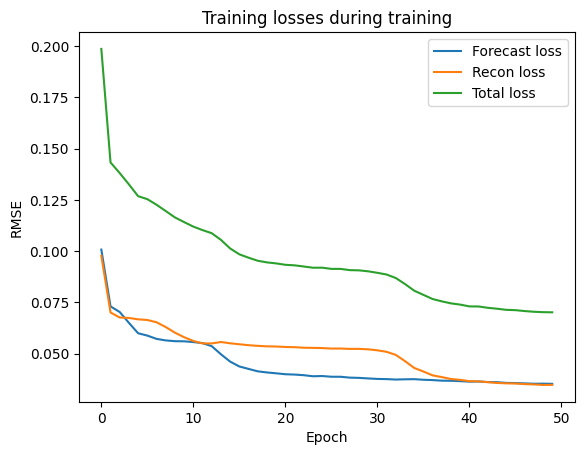 Training losses during training
0.200
0.175
0.150
0.125
0.100
0.075
0.050
RMSE
Forecast loss
Recon loss
Total loss
0 10 20 30 40 50
Epoch